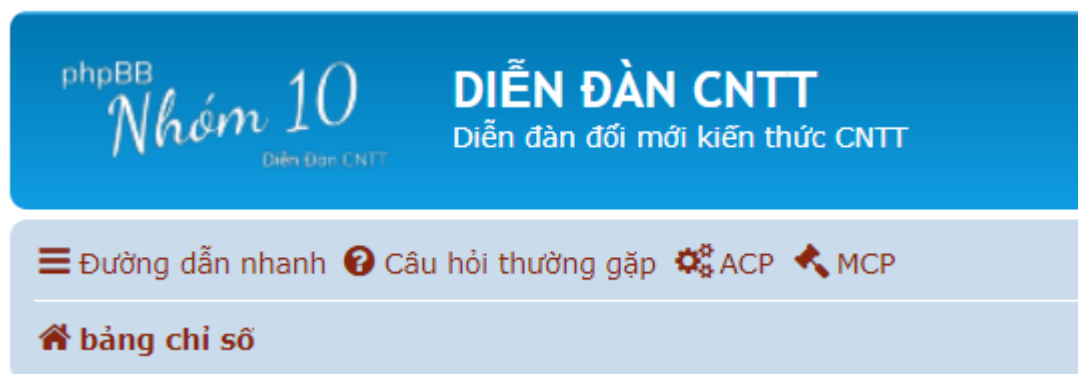 phpBB
Nhóm 10
Diễn Đàn CNTT
DIỄN ĐÀN CNTT
Diễn đàn đổi mới kiến thức CNTT
Đường dẫn nhanh Câu hỏi thường gặp ACP MCP
bảng chỉ số